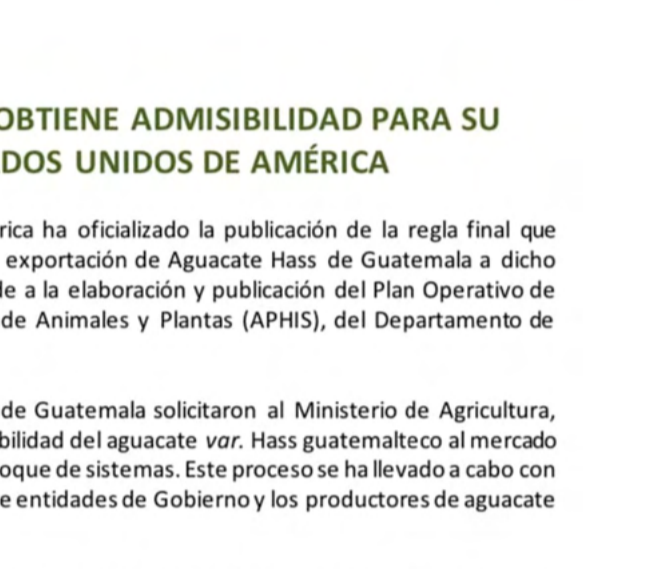 OBTIENE ADMISIBILIDAD PARA SU
DOS UNIDOS DE AMÉRICA
rica ha oficializado la publicación de la regla final que
exportación de Aguacate Hass de Guatemala a dicho
de a la elaboración y publicación del Plan Operativo de
de Animales y Plantas (APHIS), del Departamento de
de Guatemala solicitaron al Ministerio de Agricultura,
bilidad del aguacate var. Hass guatemalteco al mercado
oque de sistemas. Este proceso se ha llevado a cabo con
e entidades de Gobierno y los productores de aguacate